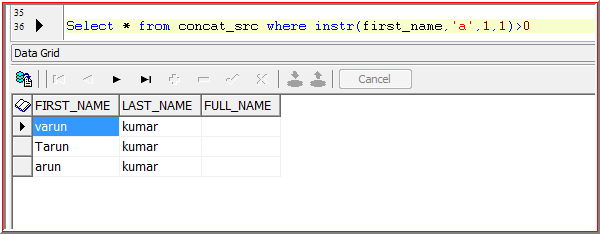 35
36 Select * from concat_src where instr(first_name,'a',1,1)>0
Data Grid
Cancel
FIRST_NAME LAST_NAME FULL_NAME
varun kumar
Tarun kumar
arun kumar